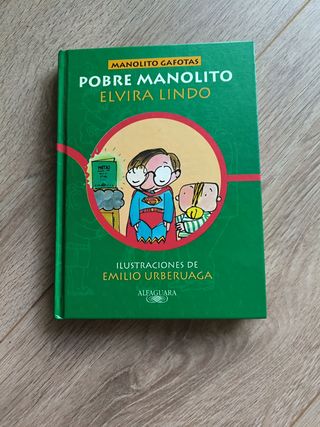 MANOLITO GAFOTAS
POBRE MANOLITO
ELVIRA LINDO
ILUSTRACIONES DE
EMILIO URBERUAGA
ALFAGUARA